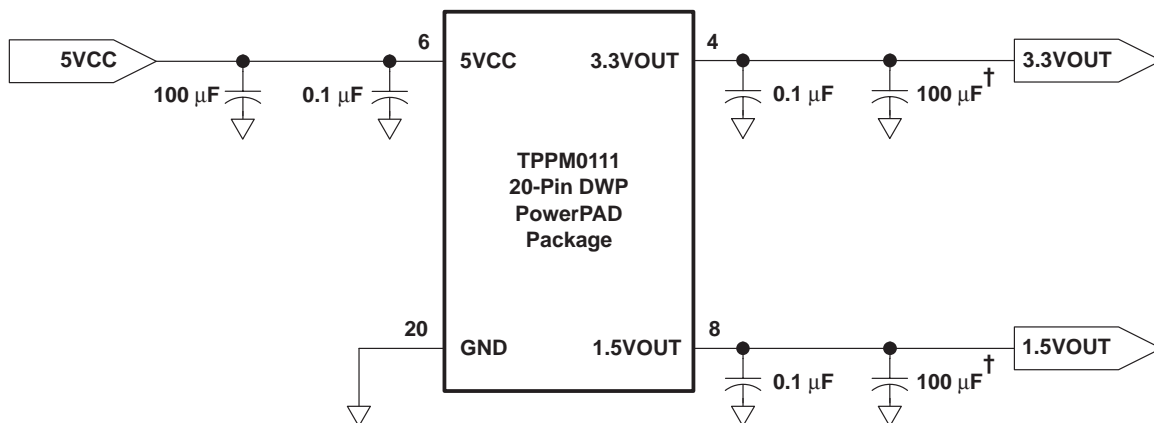 5VCC
100 μF
0.1 μF
6
5VCC
3.3VOUT
4
0.1 μF
100 μF†
3.3VOUT
TPPM0111
20-Pin DWP
PowerPAD
Package
20
GND
1.5VOUT
8
0.1 μF
100 μF†
1.5VOUT